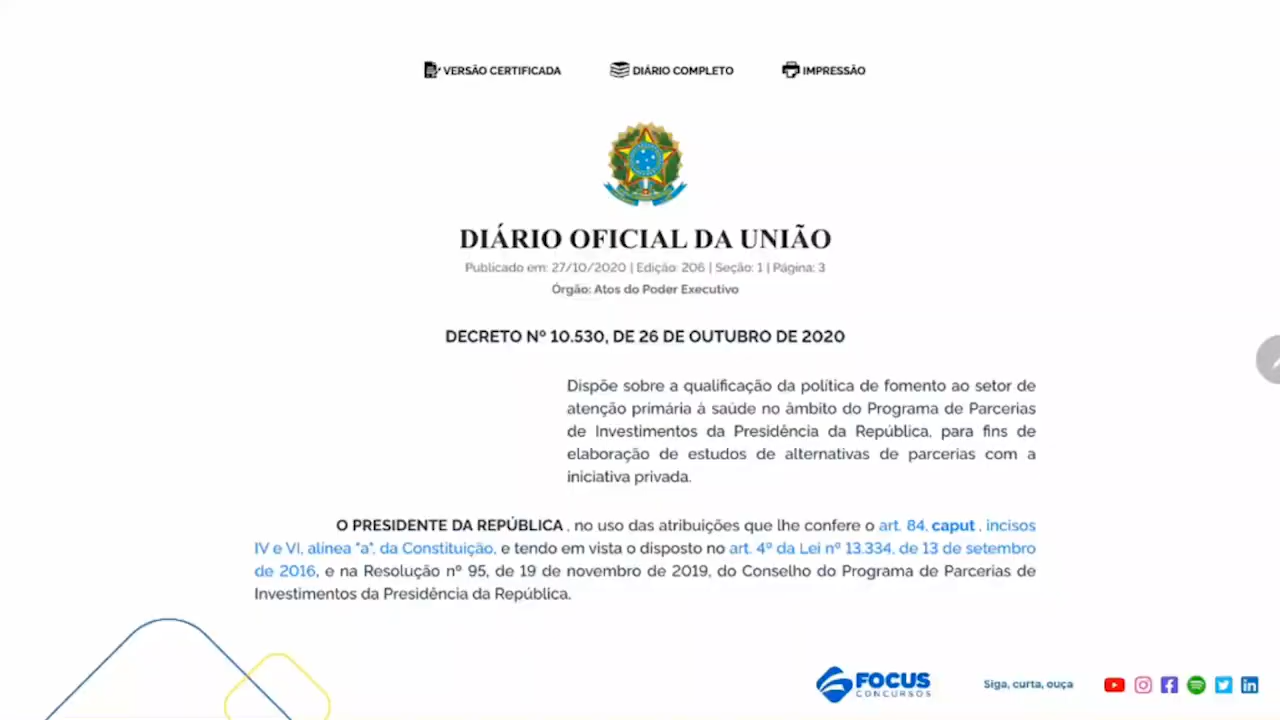 VERSÃO CERTIFICADA DIÁRIO COMPLETO IMPRESSÃO
DIÁRIO OFICIAL DA UNIÃO
Publicado em: 27/10/2020 | Edição: 206 | Seção: 1 | Página: 3
Órgão: Atos do Poder Executivo
DECRETO Nº 10.530, DE 26 DE OUTUBRO DE 2020
Dispõe sobre a qualificação da política de fomento ao setor de
atenção primária à saúde no âmbito do Programa de Parcerias
de Investimentos da Presidência da República, para fins de
elaboração de estudos de alternativas de parcerias com a
iniciativa privada.
O PRESIDENTE DA REPÚBLICA , no uso das atribuições que lhe confere o art. 84, caput , incisos
IV e VI, alínea "a", da Constituição, e tendo em vista o disposto no art. 4º da Lei nº 13.334, de 13 de setembro
de 2016, e na Resolução nº 95, de 19 de novembro de 2019, do Conselho do Programa de Parcerias de
Investimentos da Presidência da República,
FOCUS
CONCURSOS
Siga, curta, ouça